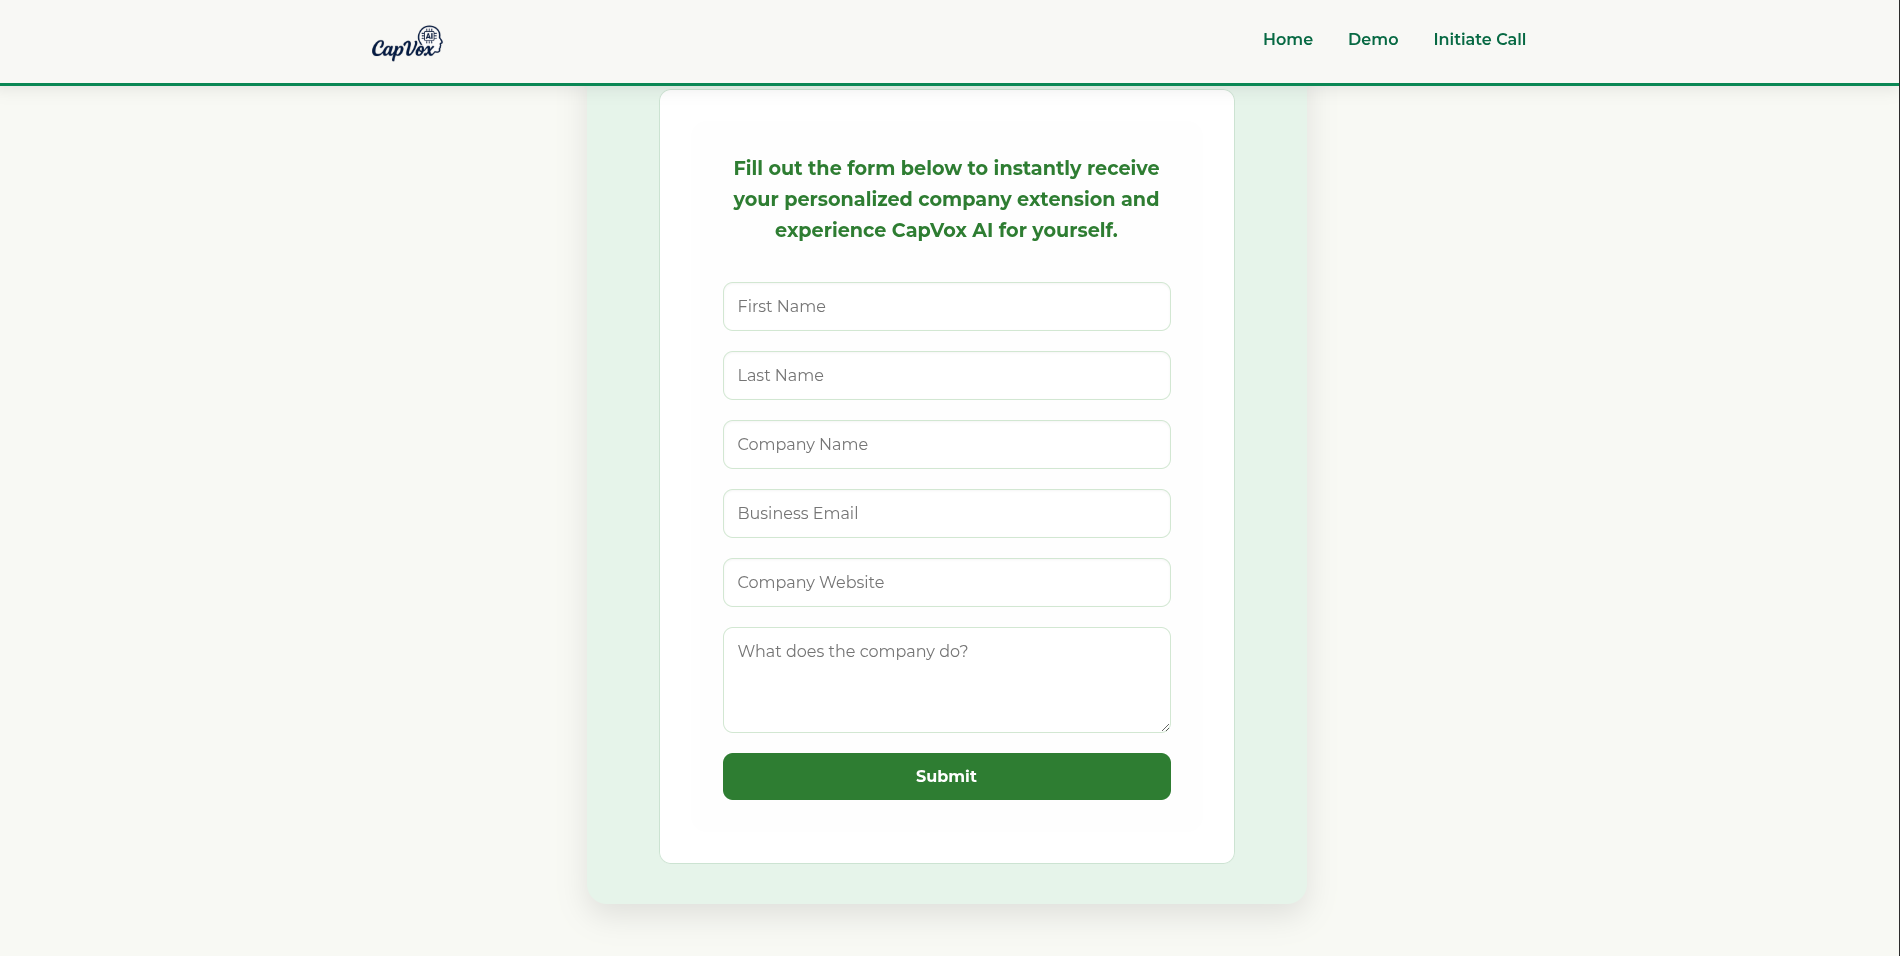 CapVox
AI
Home
Demo
Initiate Call
Fill out the form below to instantly receive
your personalized company extension and
experience CapVox AI for yourself.
First Name
Last Name
Company Name
Business Email
Company Website
What does the company do?
Submit